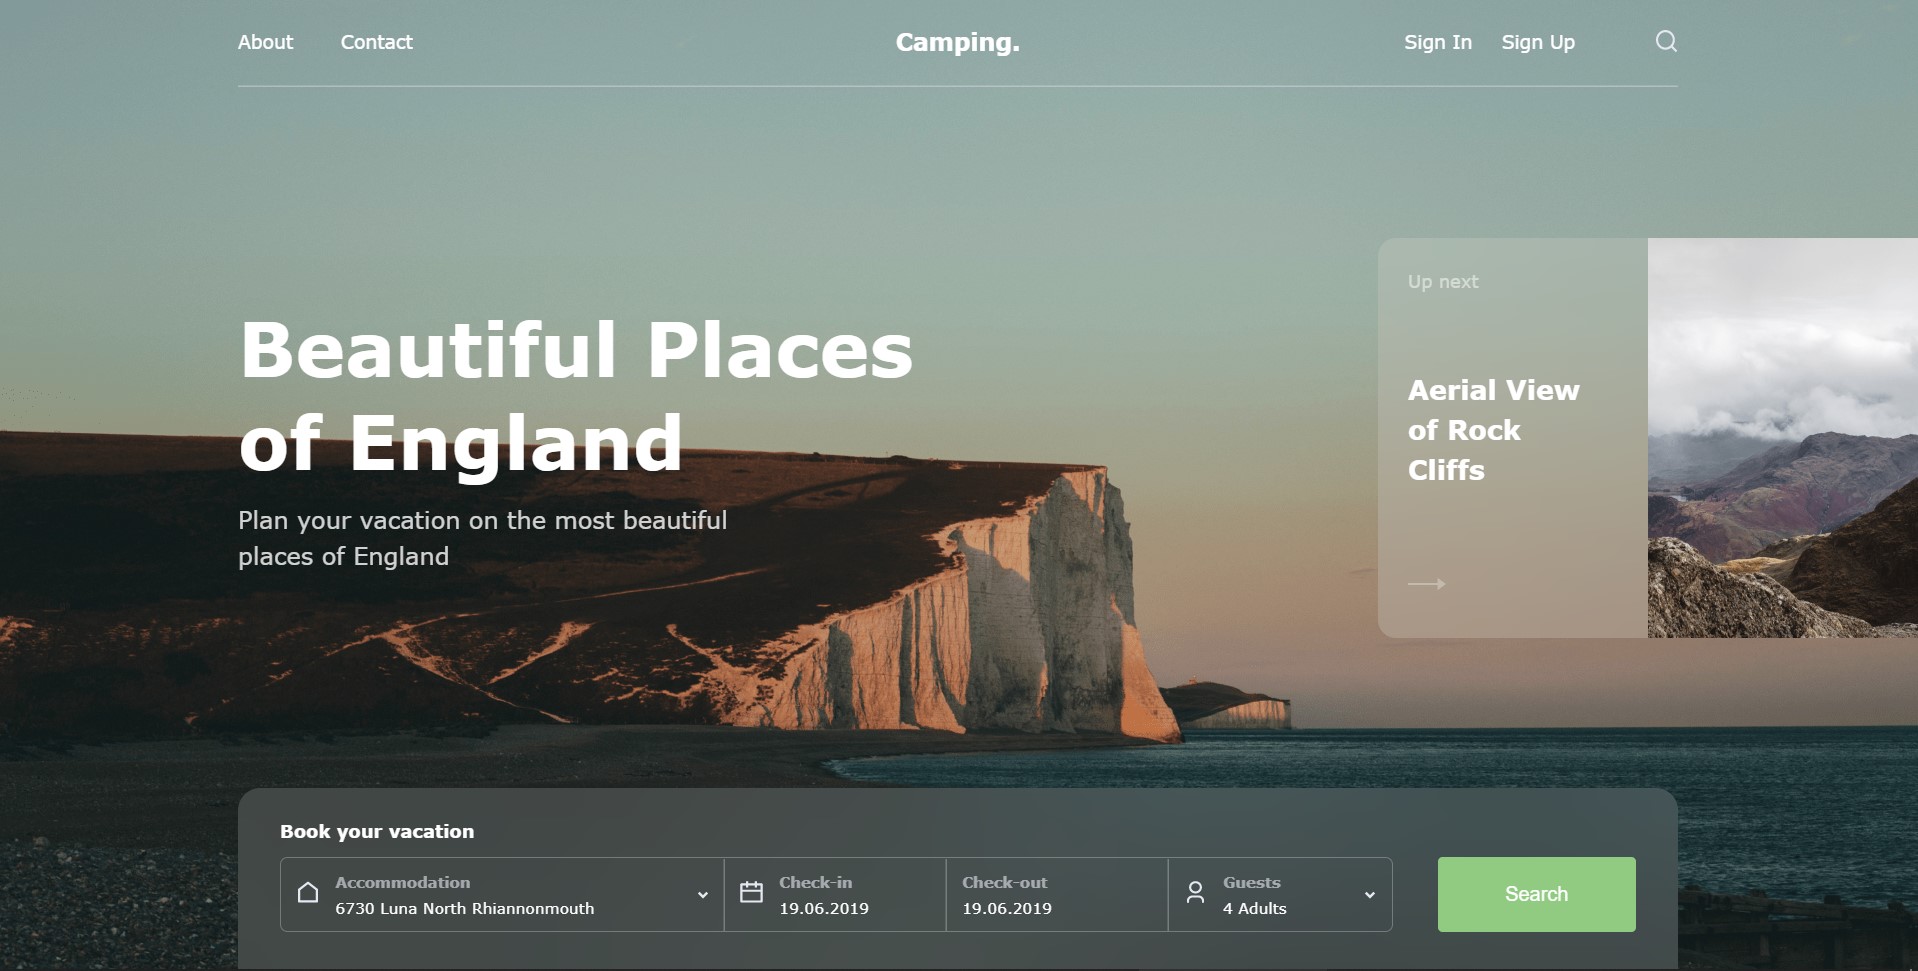 About
Contact
Camping.
Sign In
Sign Up
Up next
Aerial View
of Rock
Cliffs
Beautiful Places
of England
Plan your vacation on the most beautiful
places of England
Book your vacation
Accommodation
6730 Luna North Rhiannonmouth
Check-in
19.06.2019
Check-out
19.06.2019
Guests
4 Adults
Search